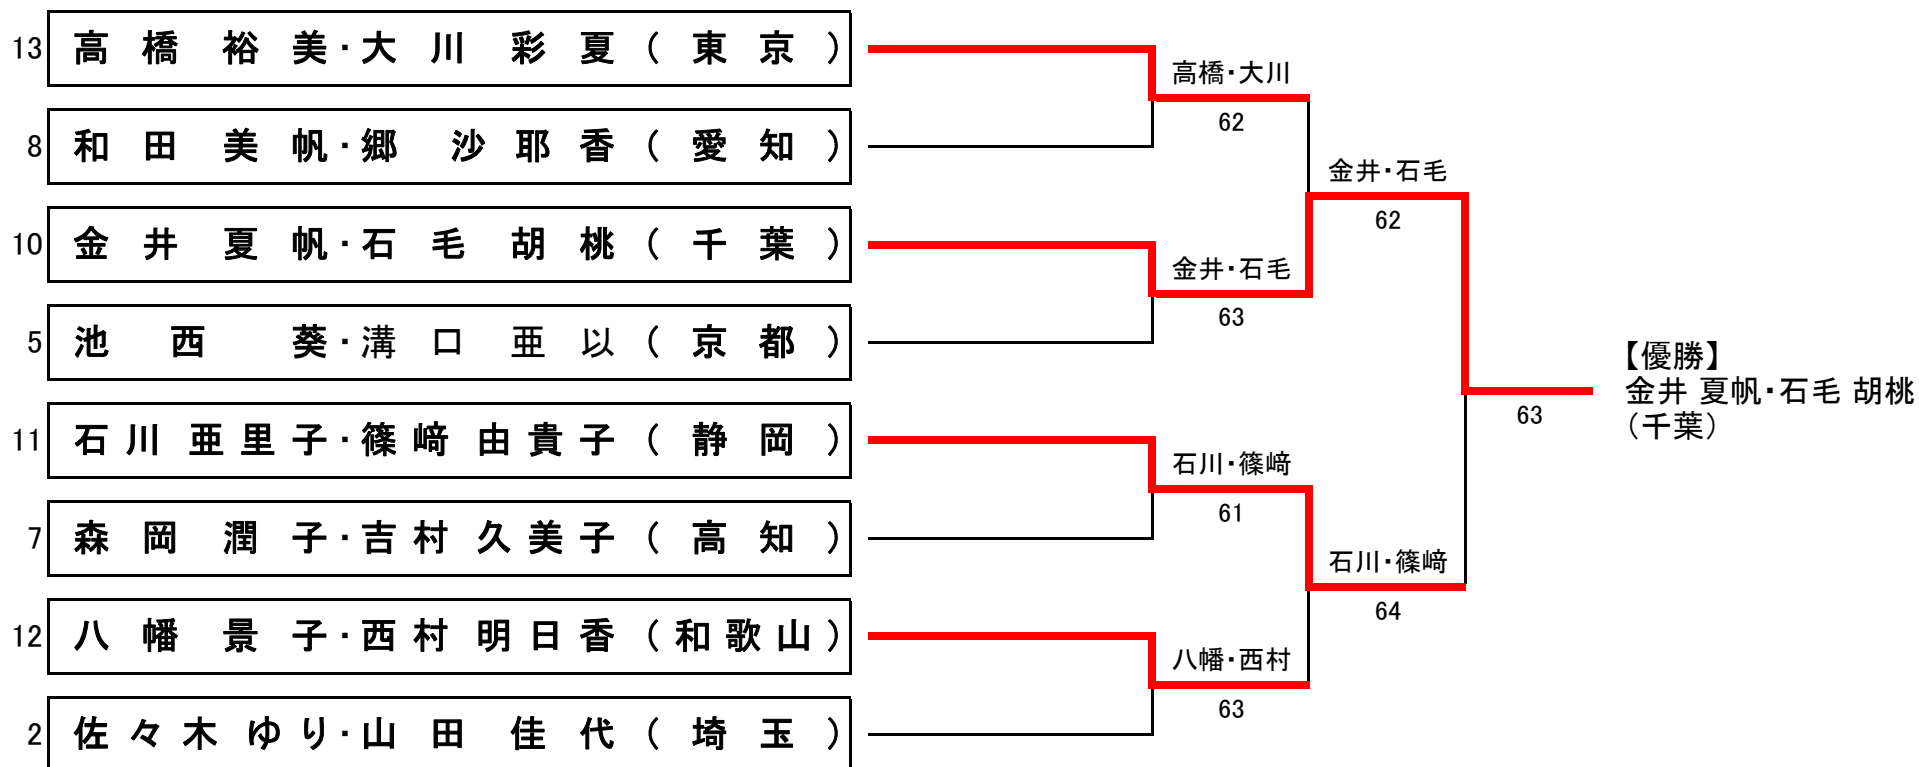 13 高橋裕美・大川彩夏(東京)
8 和田美帆・郷沙耶香(愛知)
10 金井夏帆・石毛胡桃(千葉)
5 池西葵・溝口亜以(京都)
11 石川亜里子・篠﨑由貴子(静岡)
7 森岡潤子・吉村久美子(高知)
12 八幡景子・西村明日香(和歌山)
2 佐々木ゆり・山田佳代(埼玉)
高橋・大川
62
金井・石毛
63
石川・篠﨑
61
八幡・西村
63
金井・石毛
62
石川・篠﨑
64
63
【優勝】
金井 夏帆・石毛 胡桃
(千葉)